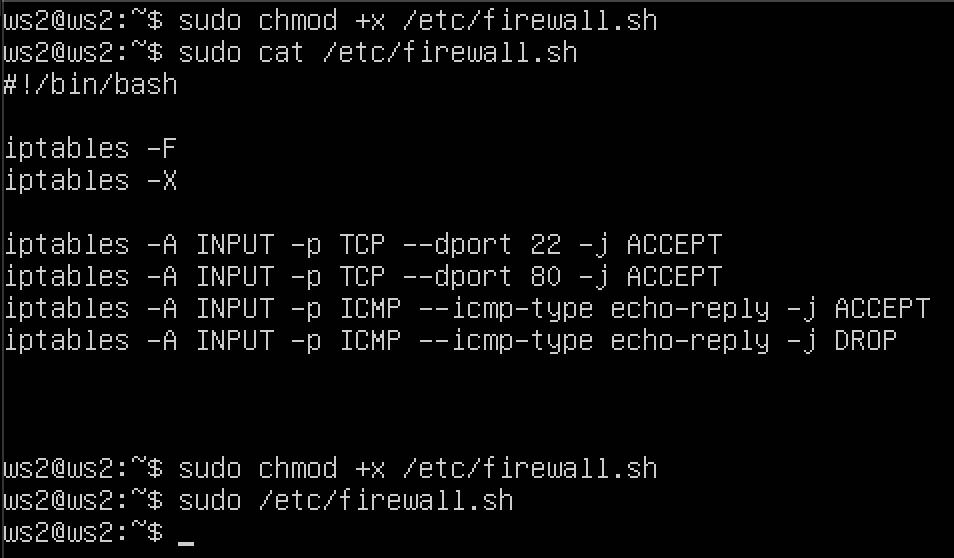 ws2@ws2:~$ sudo chmod +x /etc/firewall.sh
ws2@ws2:~$ sudo cat /etc/firewall.sh
#!/bin/bash
iptables -F
iptables -X
iptables -A INPUT -p TCP --dport 22 -j ACCEPT
iptables -A INPUT -p TCP --dport 80 -j ACCEPT
iptables -A INPUT -p ICMP --icmp-type echo-reply -j ACCEPT
iptables -A INPUT -p ICMP --icmp-type echo-reply -j DROP
ws2@ws2:~$ sudo chmod +x /etc/firewall.sh
ws2@ws2:~$ sudo /etc/firewall.sh
ws2@ws2:~$ _